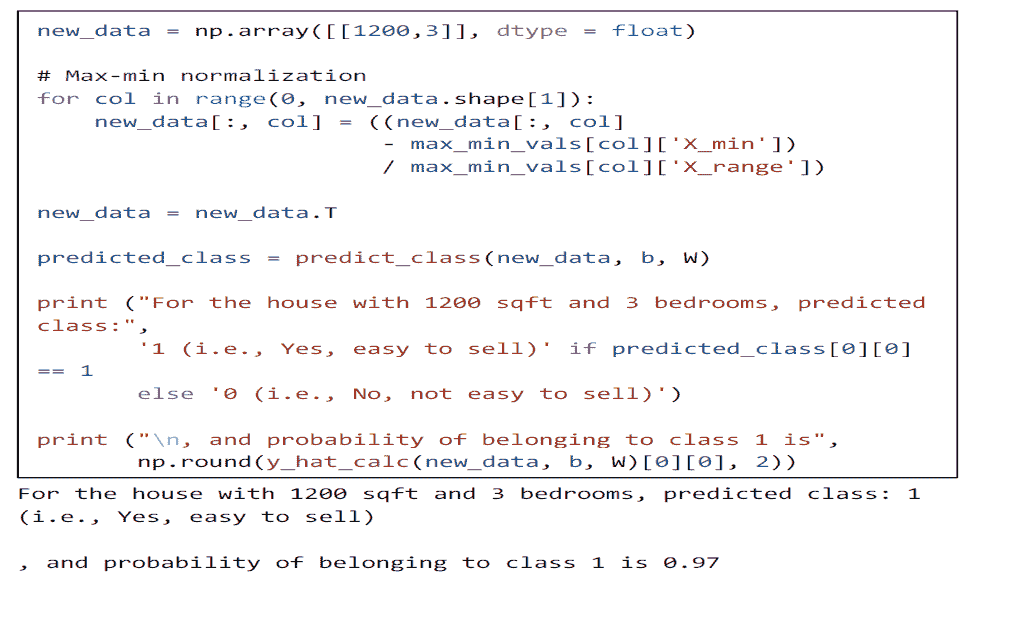 new_data = np.array([[1200,3]], dtype = float)
# Max-min normalization
for col in range(0, new_data.shape[1]):
new_data[:, col] = ((new_data[:, col]
- max_min_vals[col]['X_min'])
/ max_min_vals[col]['X_range'])
new_data = new_data.T
predicted_class = predict_class(new_data, b, W)
print ("For the house with 1200 sqft and 3 bedrooms, predicted
class:",
'1 (i.e., Yes, easy to sell)' if predicted_class[0][0]
== 1
else '0 (i.e., No, not easy to sell)')
print ("\n, and probability of belonging to class 1 is",
np.round(y_hat_calc(new_data, b, W)[0][0], 2))
For the house with 1200 sqft and 3 bedrooms, predicted class: 1
(i.e., Yes, easy to sell)
, and probability of belonging to class 1 is 0.97